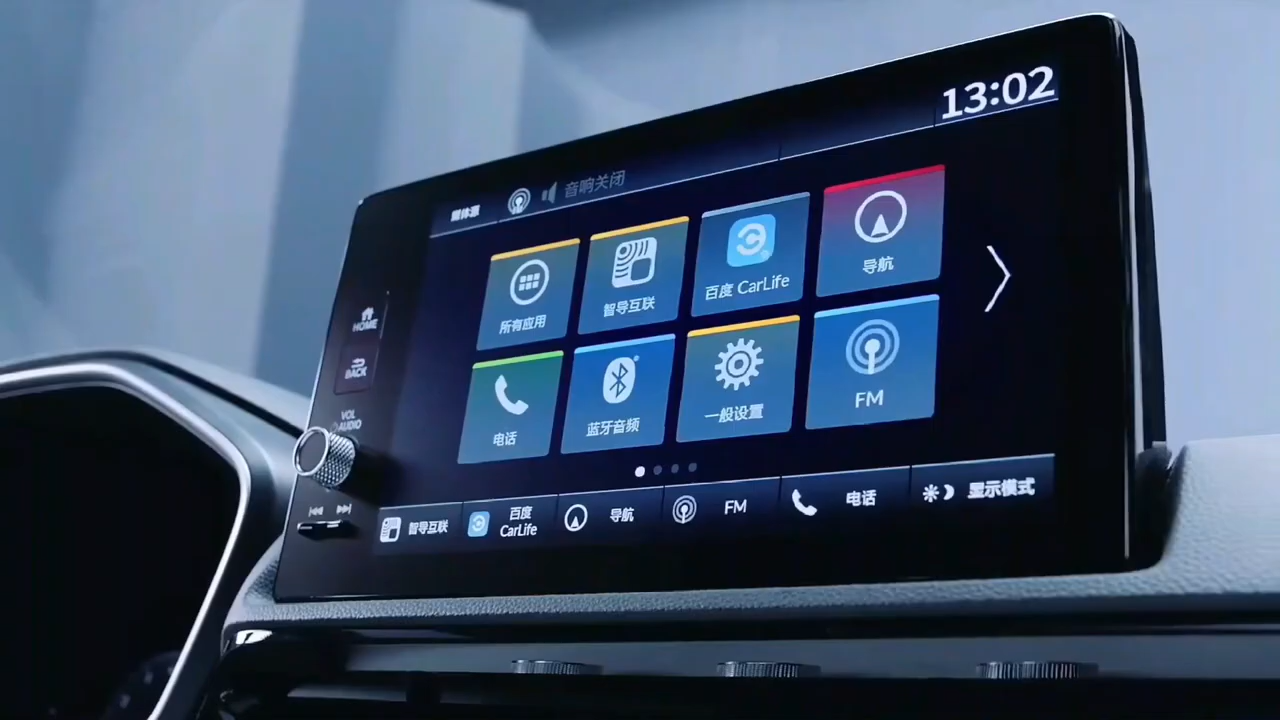 13:02
媒体源
音响关闭
所有应用
智导互联
百度 CarLife
导航
电话
蓝牙音频
一般设置
FM
HOME
BACK
VOL
AUDIO
智导互联
百度
CarLife
导航
FM
电话
显示模式